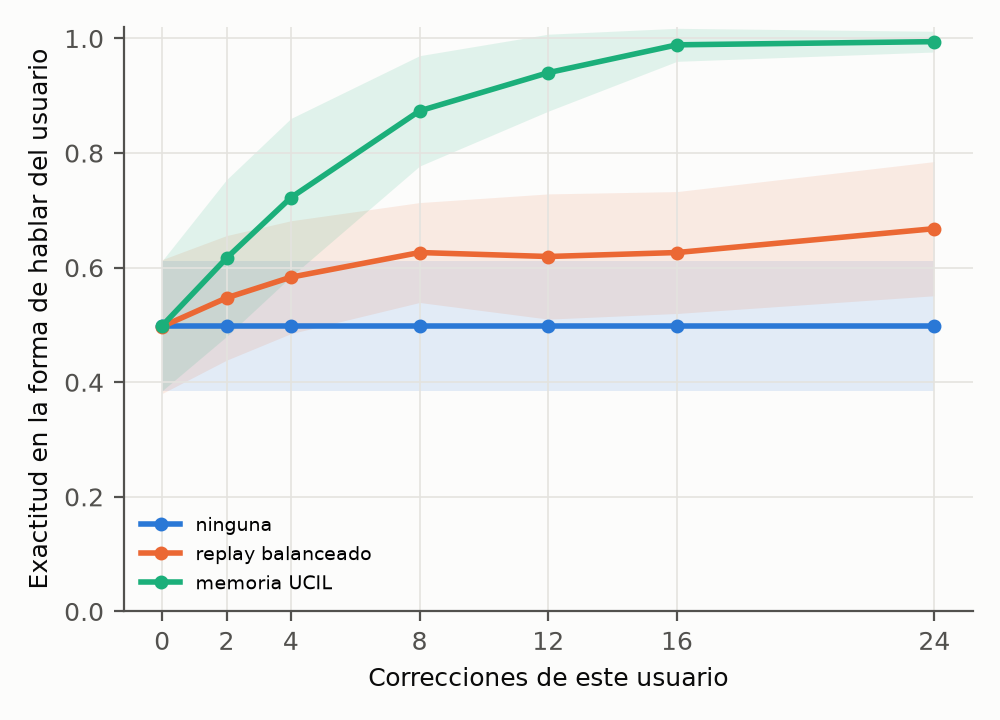 Exactitud en la forma de hablar del usuario
1.0
0.8
0.6
0.4
0.2
0.0
ninguna
replay balanceado
memoria UCIL
0 2 4 8 12 16 24
Correcciones de este usuario